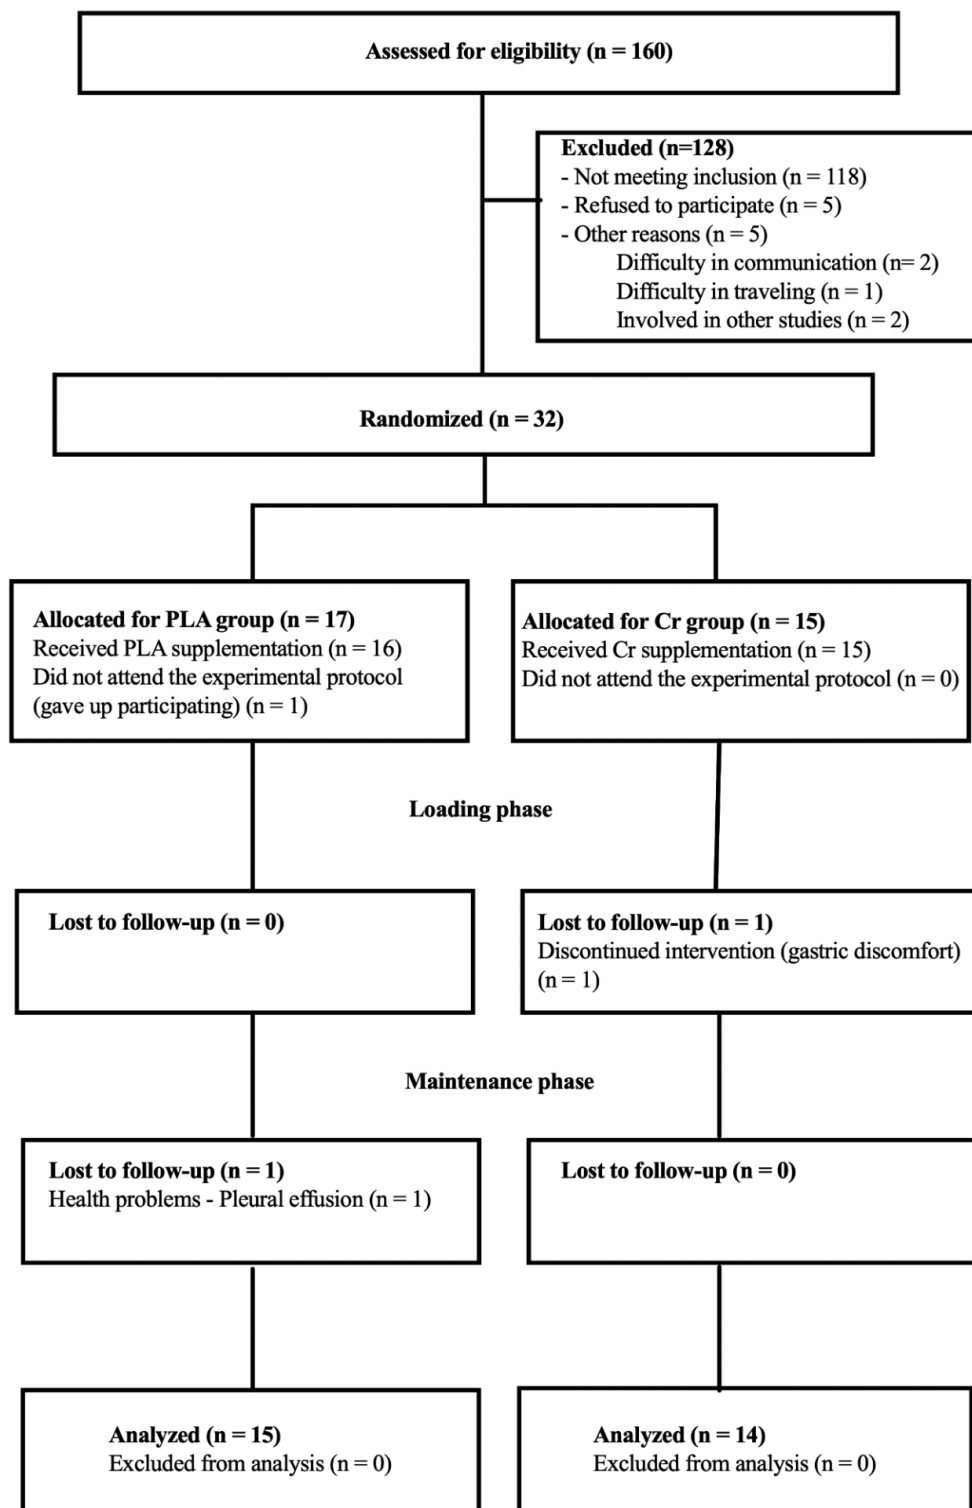 Assessed for eligibility (n = 160)
Excluded (n=128)
- Not meeting inclusion (n = 118)
- Refused to participate (n = 5)
- Other reasons (n = 5)
Difficulty in communication (n= 2)
Difficulty in traveling (n = 1)
Involved in other studies (n = 2)
Randomized (n = 32)
Allocated for PLA group (n = 17)
Received PLA supplementation (n = 16)
Did not attend the experimental protocol
(gave up participating) (n = 1)
Allocated for Cr group (n = 15)
Received Cr supplementation (n = 15)
Did not attend the experimental protocol (n = 0)
Loading phase
Lost to follow-up (n = 0)
Lost to follow-up (n = 1)
Discontinued intervention (gastric discomfort)
(n = 1)
Maintenance phase
Lost to follow-up (n = 1)
Health problems - Pleural effusion (n = 1)
Lost to follow-up (n = 0)
Analyzed (n = 15)
Excluded from analysis (n = 0)
Analyzed (n = 14)
Excluded from analysis (n = 0)